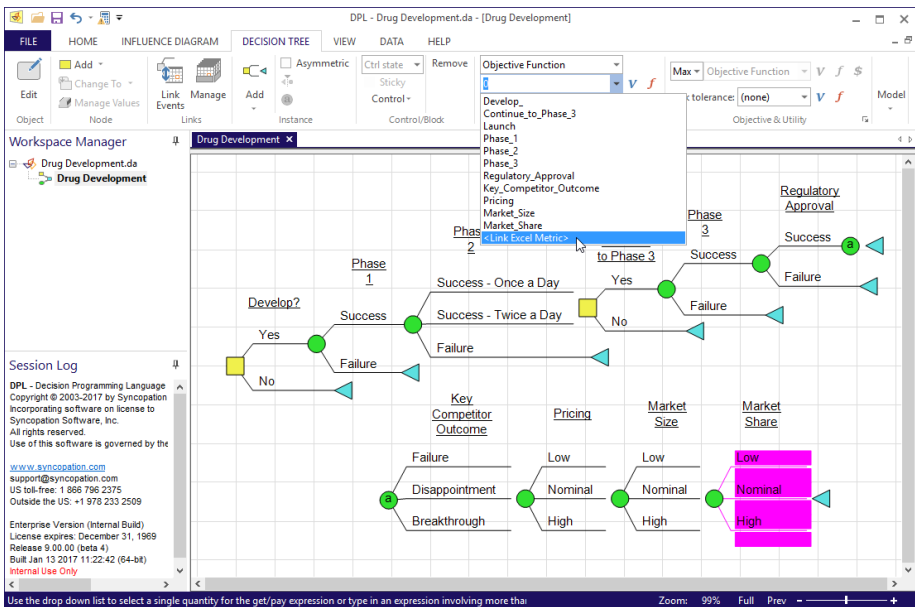 DPL - Drug Development.da - [Drug Development]
FILE HOME INFLUENCE DIAGRAM DECISION TREE VIEW DATA HELP
Edit
Object
Add
Change To
Manage Values
Node
Link Events
Manage
Links
Add
Asymmetric
Instance
Ctrl state
Sticky
Control
Remove
Control/Block
Objective Function
0
V f
Develop_
Continue_to_Phase_3
Launch
Phase_1
Phase_2
Phase_3
Regulatory_Approval
Key_Competitor_Outcome
Pricing
Market_Size
Market_Share
<Link Excel Metric>
Max Objective Function V f $
tolerance: (none) V f
Objective & Utility
Model
Workspace Manager
Drug Development.da
Drug Development
Drug Development
Develop?
Yes
No
Phase
1
Success
Failure
2
Success - Once a Day
Success - Twice a Day
Failure
to Phase 3
Yes
No
Phase
3
Success
Failure
Regulatory
Approval
Success
Failure
a
Key
Competitor
Outcome
a
Failure
Disappointment
Breakthrough
Pricing
Low
Nominal
High
Market
Size
Low
Nominal
High
Market
Share
Low
Nominal
High
Session Log
DPL - Decision Programming Language
Copyright © 2003-2017 by Syncopation
Incorporating software on license to
Syncopation Software, Inc.
All rights reserved.
Use of this software is governed by the
www.syncopation.com
support@syncopation.com
US toll-free: 1 866 796 2375
Outside the US: +1 978 233 2509
Enterprise Version (Internal Build)
License expires: December 31, 1969
Release 9.00.00 (beta 4)
Built Jan 13 2017 11:22:42 (64-bit)
Internal Use Only
Use the drop down list to select a single quantity for the get/pay expression or type in an expression involving more than
Zoom: 99% Full Prev